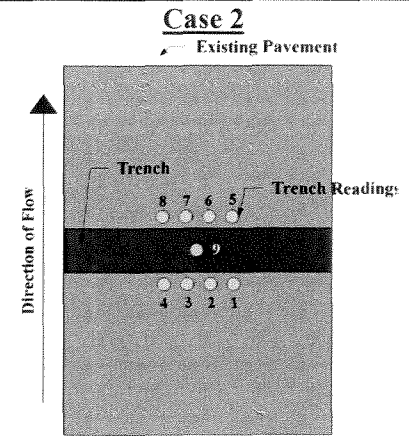 Case 2
Existing Pavement
Direction of Flow
Trench
8 7 6 5
Trench Readings
9
4 3 2 1